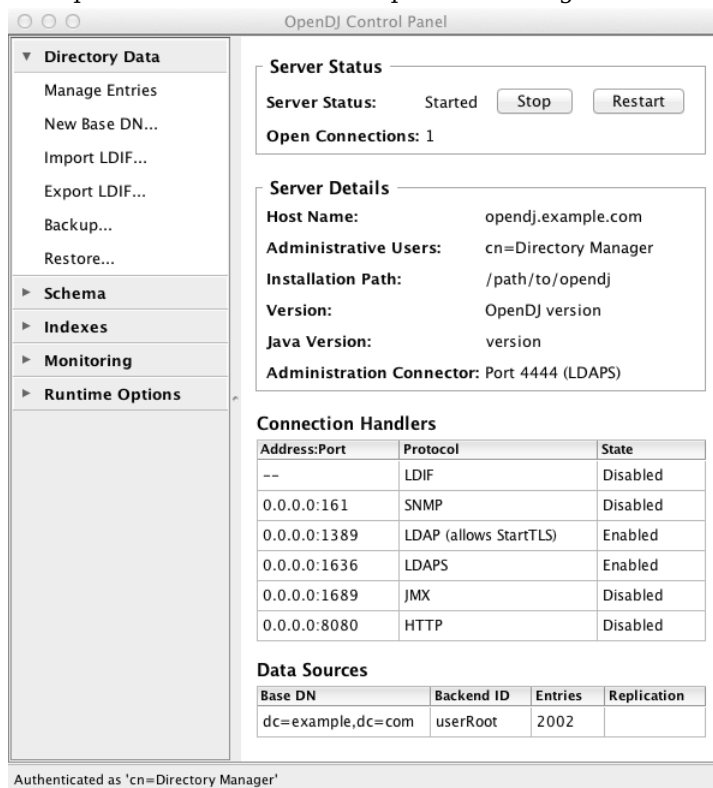 OpenDJ Control Panel
Directory Data
Manage Entries
New Base DN...
Import LDIF...
Export LDIF...
Backup...
Restore...
Schema
Indexes
Monitoring
Runtime Options
Server Status
Server Status: Started Stop Restart
Open Connections: 1
Server Details
Host Name: opendj.example.com
Administrative Users: cn=Directory Manager
Installation Path: /path/to/opendj
Version: OpenDJ version
Java Version: version
Administration Connector: Port 4444 (LDAPS)
Connection Handlers
Address:Port Protocol State
-- LDIF Disabled
0.0.0.0:161 SNMP Disabled
0.0.0.0:1389 LDAP (allows StartTLS) Enabled
0.0.0.0:1636 LDAPS Enabled
0.0.0.0:1689 JMX Disabled
0.0.0.0:8080 HTTP Disabled
Data Sources
Base DN Backend ID Entries Replication
dc=example,dc=com userRoot 2002
Authenticated as 'cn=Directory Manager'